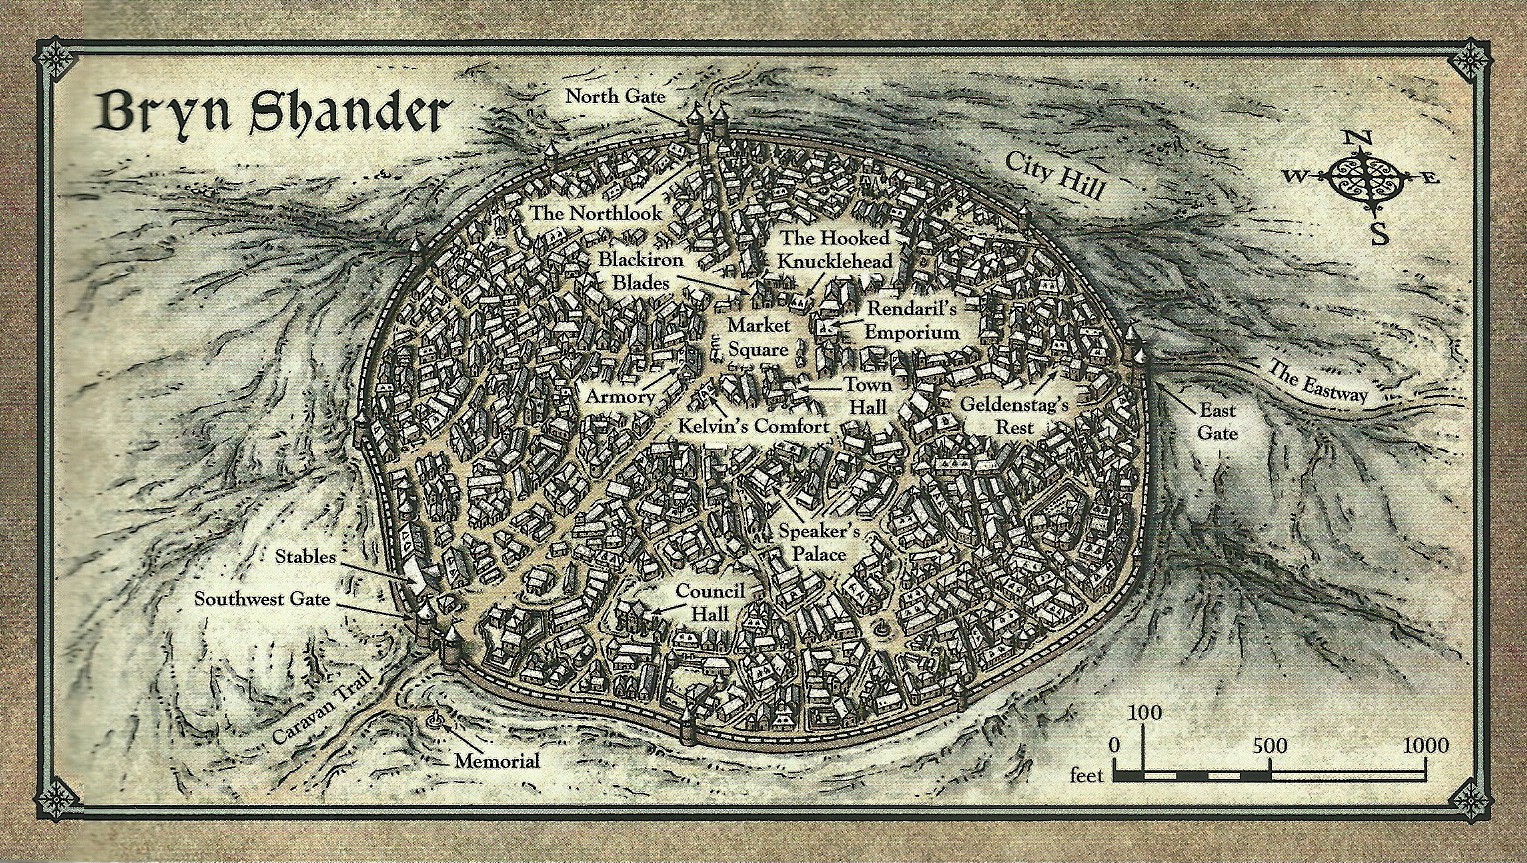 Bryn Shander
North Gate
City Hill
N
W
E
S
The Northlook
The Hooked
Knucklehead
Blackiron
Blades
Rendaril's
Emporium
Market
Square
Armory
Town
Hall
Kelvin's Comfort
Geldenstag's
Rest
The Eastway
East
Gate
Speaker's
Palace
Stables
Southwest Gate
Council
Hall
Caravan Trail
Memorial
100
0
500
1000
feet